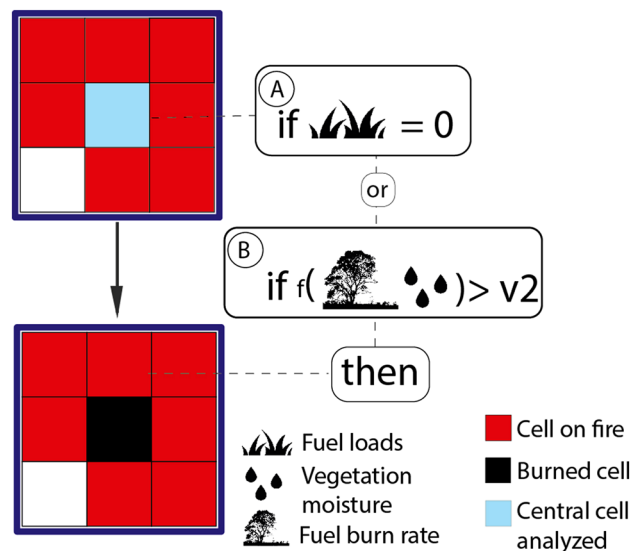 A
if = 0
or
B
if f( ) > v2
then
Fuel loads
Vegetation
moisture
Fuel burn rate
Cell on fire
Burned cell
Central cell
analyzed